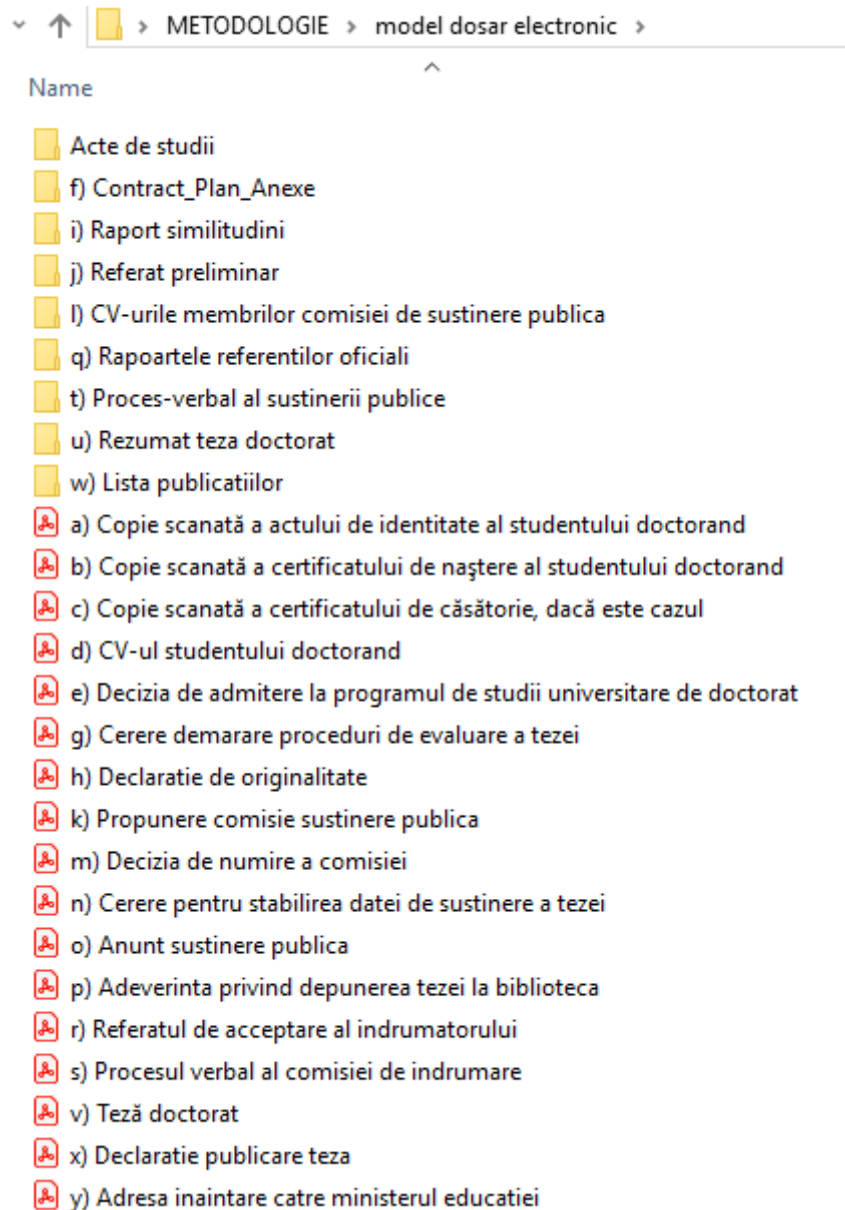 METODOLOGIE > model dosar electronic >
Name
Acte de studii
f) Contract_Plan_Anexe
i) Raport similitudini
j) Referat preliminar
l) CV-urile membrilor comisiei de sustinere publica
q) Rapoartele referentilor oficiali
t) Proces-verbal al sustinerii publice
u) Rezumat teza doctorat
w) Lista publicatiilor
a) Copie scanată a actului de identitate al studentului doctorand
b) Copie scanată a certificatului de naştere al studentului doctorand
c) Copie scanată a certificatului de căsătorie, dacă este cazul
d) CV-ul studentului doctorand
e) Decizia de admitere la programul de studii universitare de doctorat
g) Cerere demarare proceduri de evaluare a tezei
h) Declaratie de originalitate
k) Propunere comisie sustinere publica
m) Decizia de numire a comisiei
n) Cerere pentru stabilirea datei de sustinere a tezei
o) Anunt sustinere publica
p) Adeverinta privind depunerea tezei la biblioteca
r) Referatul de acceptare al indrumatorului
s) Procesul verbal al comisiei de indrumare
v) Teză doctorat
x) Declaratie publicare teza
y) Adresa inaintare catre ministerul educatiei